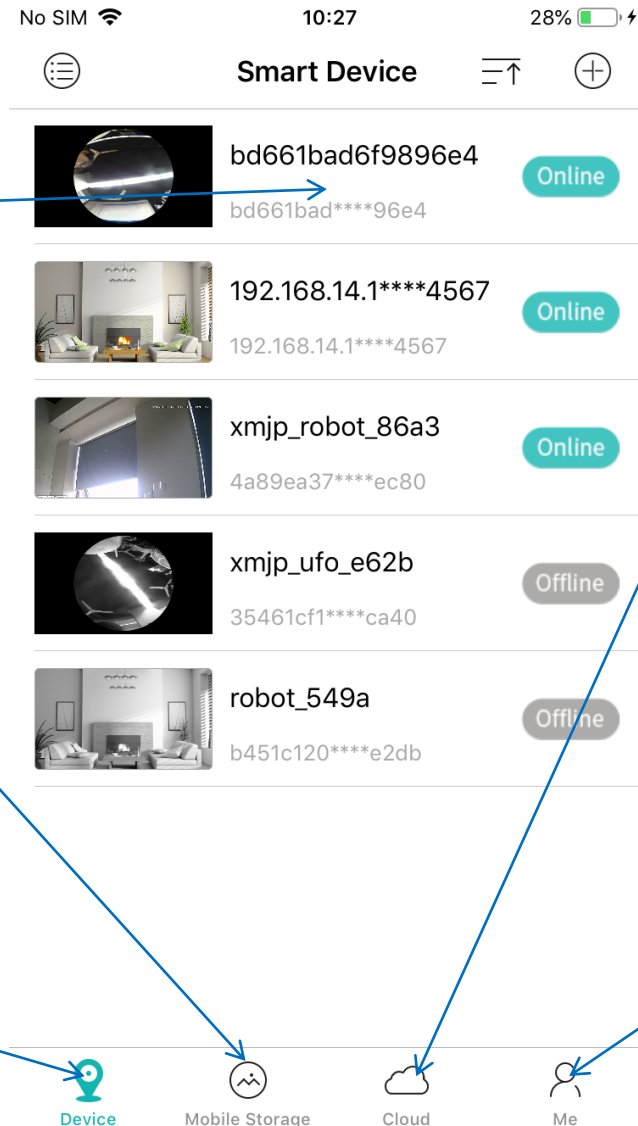 No SIM 10:27 28%
Smart Device
bd661bad6f9896e4
Online
bd661bad****96e4
192.168.14.1****4567
Online
192.168.14.1****4567
xmjp_robot_86a3
Online
4a89ea37****ec80
xmjp_ufo_e62b
Offline
35461cf1****ca40
robot_549a
Offline
b451c120****e2db
Device Mobile Storage Cloud Me